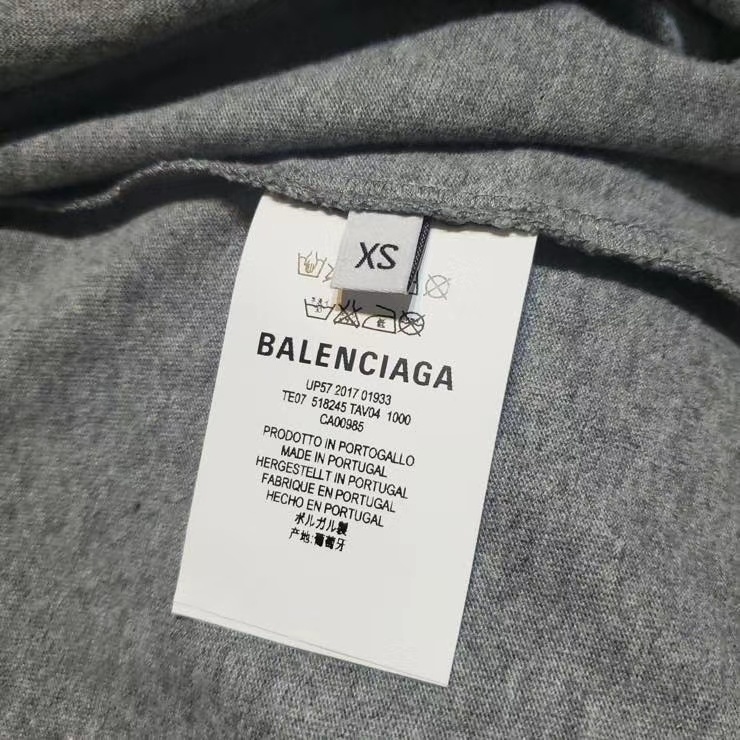 XS
BALENCIAGA
UP57 2017 01933
TE07 518245 TAV04 1000
CA00985
PRODOTTO IN PORTOGALLO
MADE IN PORTUGAL
HERGESTELLT IN PORTUGAL
FABRIQUE EN PORTUGAL
HECHO EN PORTUGAL
ポルガル製
产地:葡萄牙